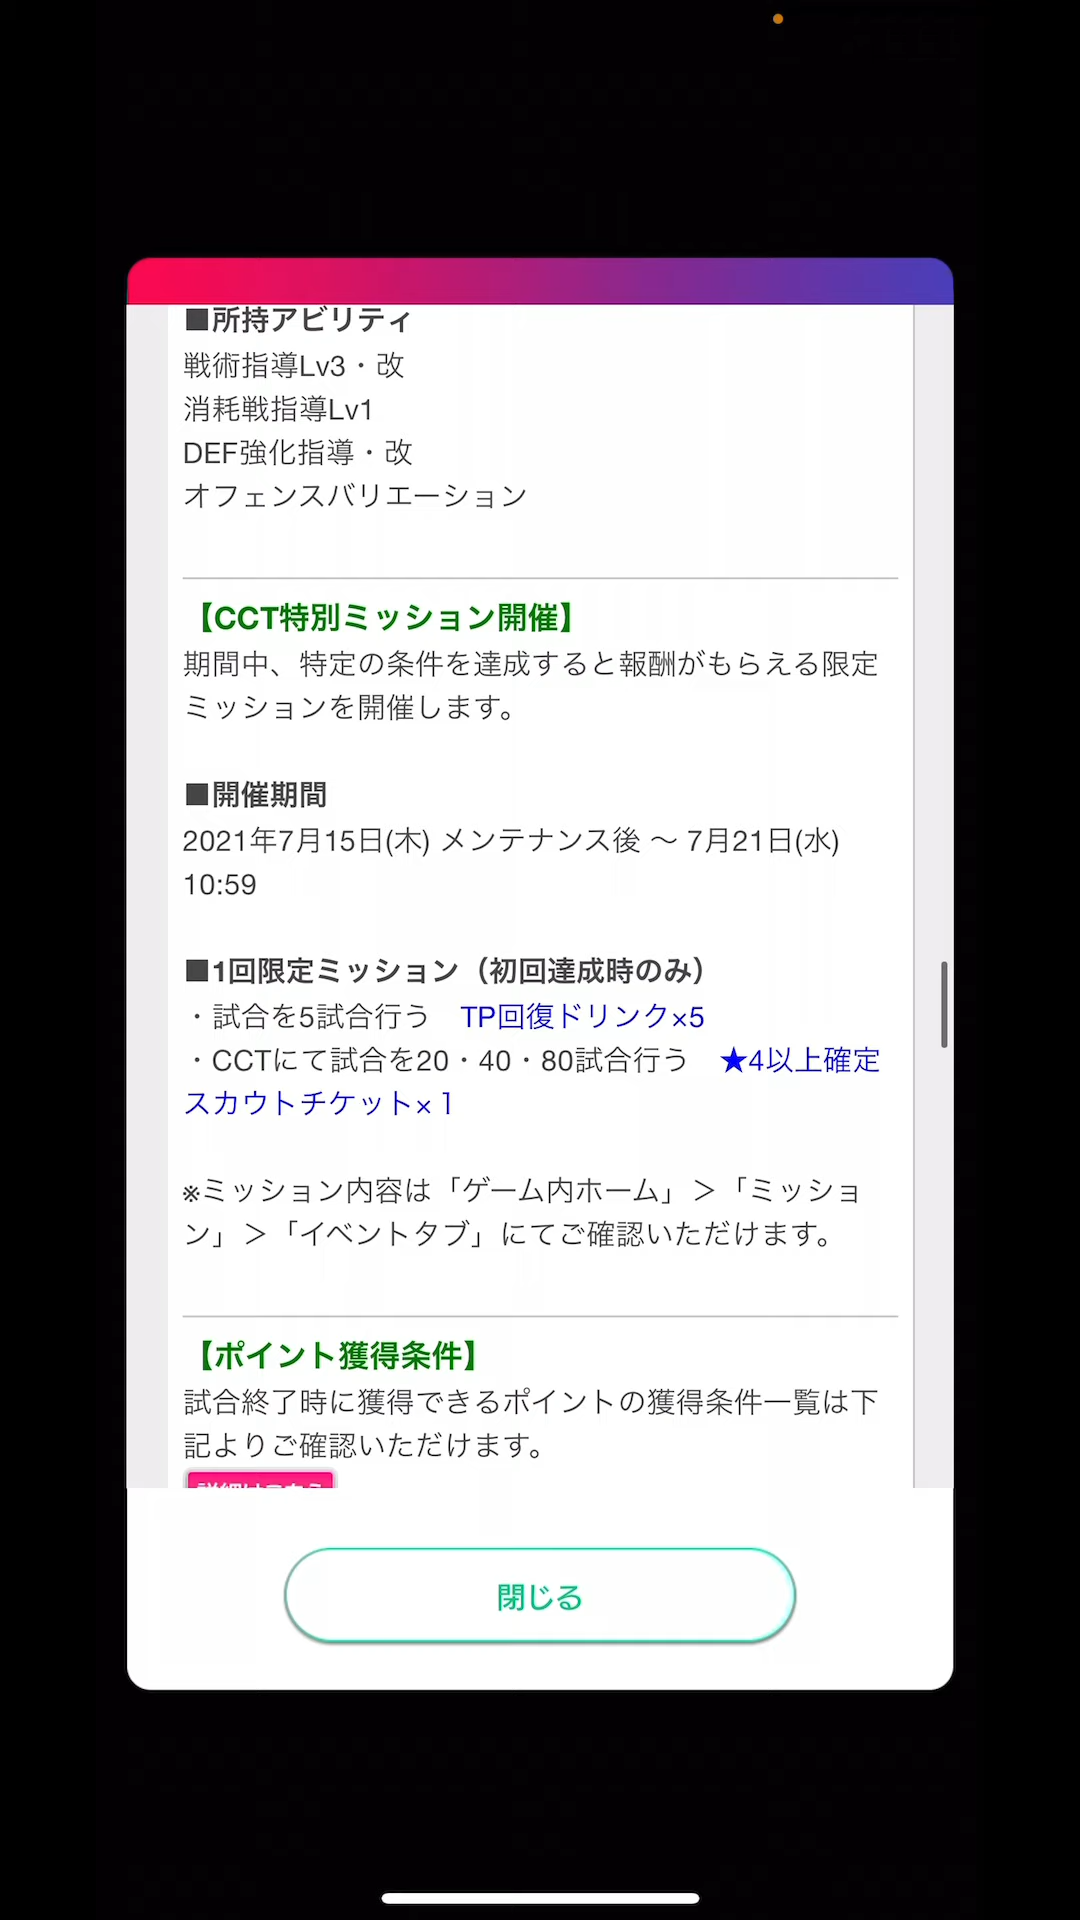 ■所持アビリティ
戦術指導Lv3・改
消耗戦指導Lv1
DEF強化指導・改
オフェンスバリエーション
【CCT特別ミッション開催】
期間中、特定の条件を達成すると報酬がもらえる限定
ミッションを開催します。
■開催期間
2021年7月15日(木) メンテナンス後 〜 7月21日(水)
10:59
■1回限定ミッション（初回達成時のみ）
・試合を5試合行う　TP回復ドリンク×5
・CCTにて試合を20・40・80試合行う　★4以上確定
スカウトチケット×1
※ミッション内容は「ゲーム内ホーム」＞「ミッショ
ン」＞「イベントタブ」にてご確認いただけます。
【ポイント獲得条件】
試合終了時に獲得できるポイントの獲得条件一覧は下
記よりご確認いただけます。
詳細はこちら
閉じる